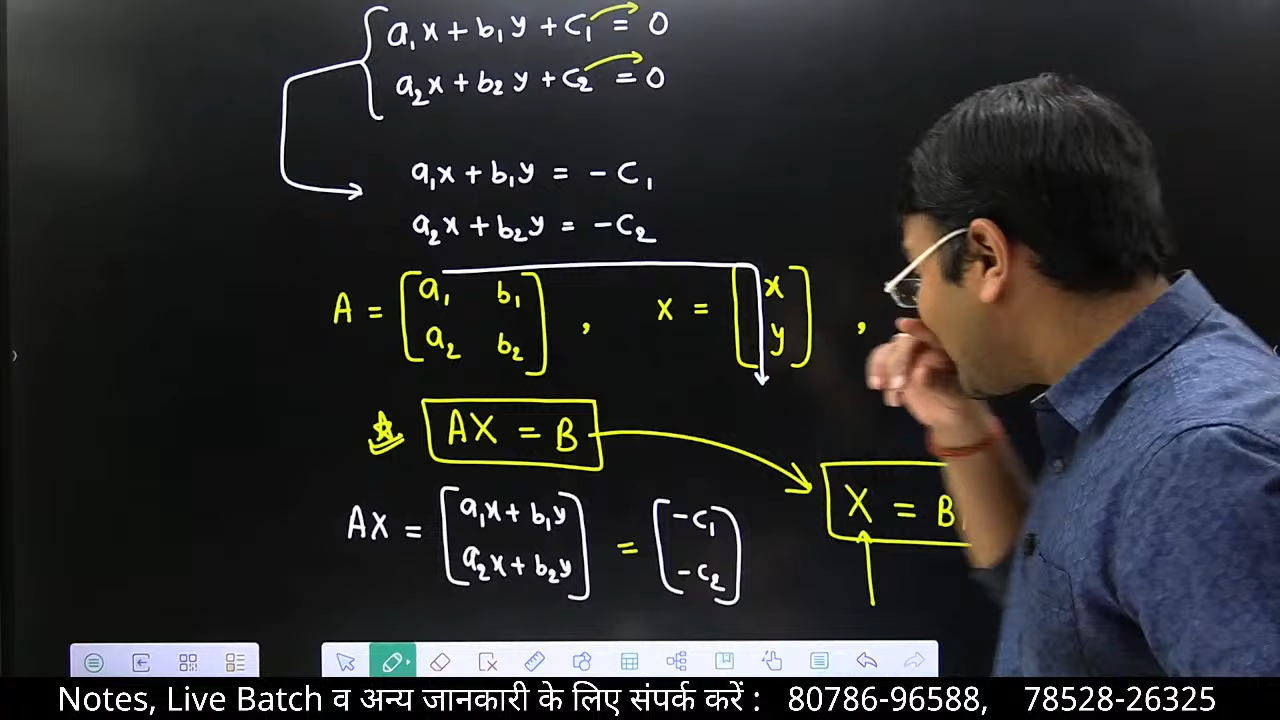 a₁x + b₁y + c₁ = 0
a₂x + b₂y + c₂ = 0
a₁x + b₁y = - c₁
a₂x + b₂y = - c₂
A = [a₁ b₁
a₂ b₂] , X = [x
y] ,
AX = B
X = B
AX = [a₁x + b₁y
a₂x + b₂y] = [-c₁
-c₂]
Notes, Live Batch व अन्य जानकारी के लिए संपर्क करें : 80786-96588, 78528-26325